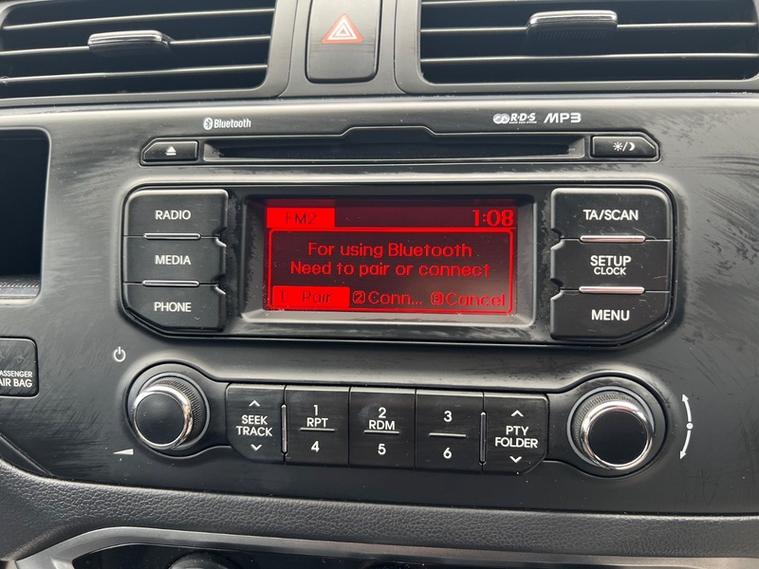 Bluetooth
R·D·S MP3
RADIO
MEDIA
PHONE
FM2 1:08
For using Bluetooth
Need to pair or connect
1 Pair 2 Conn... 3 Cancel
TA/SCAN
SETUP
CLOCK
MENU
PASSENGER
AIR BAG
SEEK
TRACK
1
RPT
4
2
RDM
5
3
6
PTY
FOLDER